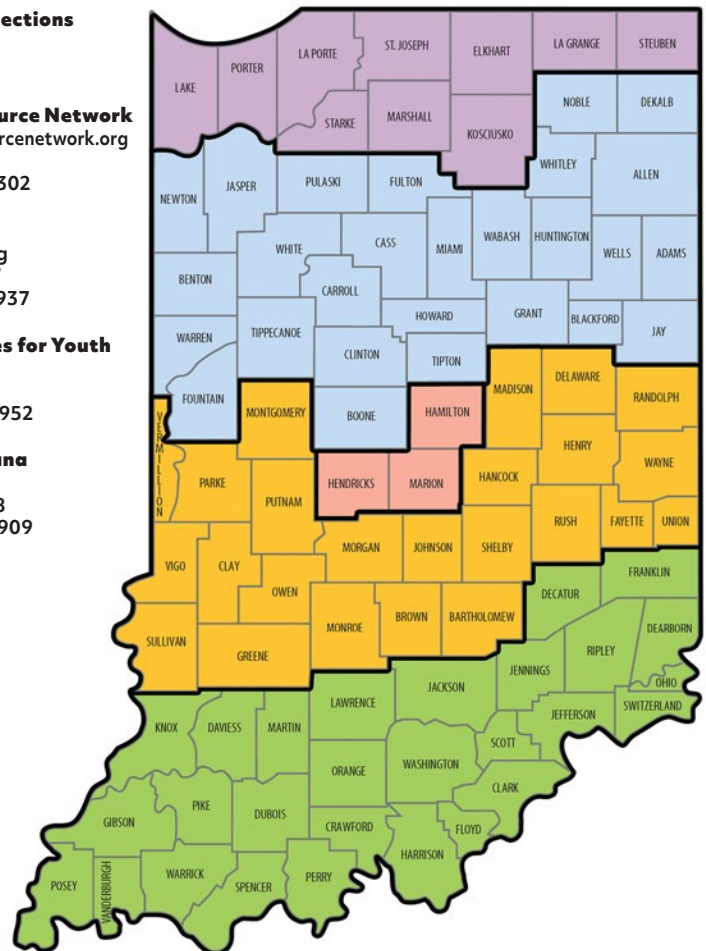 ections
urce Network
rcenetwork.org
302
g
937
es for Youth
952
ana
3
909
LAKE
PORTER
LA PORTE
ST. JOSEPH
ELKHART
LA GRANGE
STEUBEN
STARKE
MARSHALL
KOSCIUSKO
NOBLE
DEKALB
NEWTON
JASPER
PULASKI
FULTON
WHITLEY
ALLEN
WHITE
CASS
MIAMI
WABASH
HUNTINGTON
WELLS
ADAMS
BENTON
CARROLL
HOWARD
GRANT
BLACKFORD
JAY
WARREN
TIPPECANOE
CLINTON
TIPTON
FOUNTAIN
BOONE
MONTGOMERY
HAMILTON
MADISON
DELAWARE
RANDOLPH
VERMILLION
PARKE
PUTNAM
HENDRICKS
MARION
HANCOCK
HENRY
WAYNE
RUSH
FAYETTE
UNION
VIGO
CLAY
OWEN
MORGAN
JOHNSON
SHELBY
DECATUR
FRANKLIN
SULLIVAN
GREENE
MONROE
BROWN
BARTHOLOMEW
JENNINGS
RIPLEY
DEARBORN
OHIO
SWITZERLAND
KNOX
DAVIESS
MARTIN
LAWRENCE
JACKSON
JEFFERSON
SCOTT
ORANGE
WASHINGTON
CLARK
GIBSON
PIKE
DUBOIS
CRAWFORD
FLOYD
HARRISON
POSEY
VANDERBURGH
WARRICK
SPENCER
PERRY